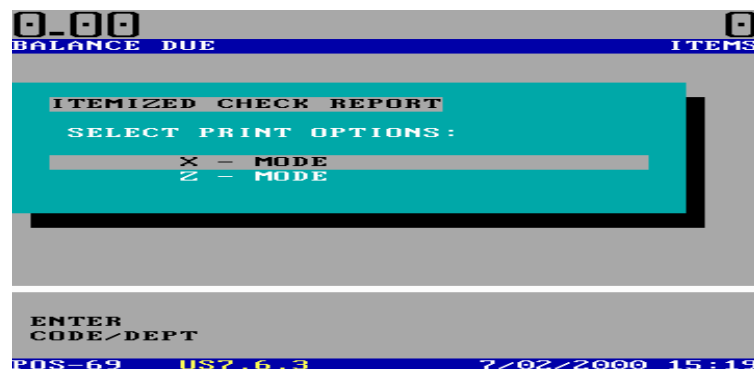 0.00 0
BALANCE DUE ITEMS
ITEMIZED CHECK REPORT
SELECT PRINT OPTIONS:
X - MODE
Z - MODE
ENTER
CODE/DEPT
POS-69 US7.6.3 7/02/2000 15:19